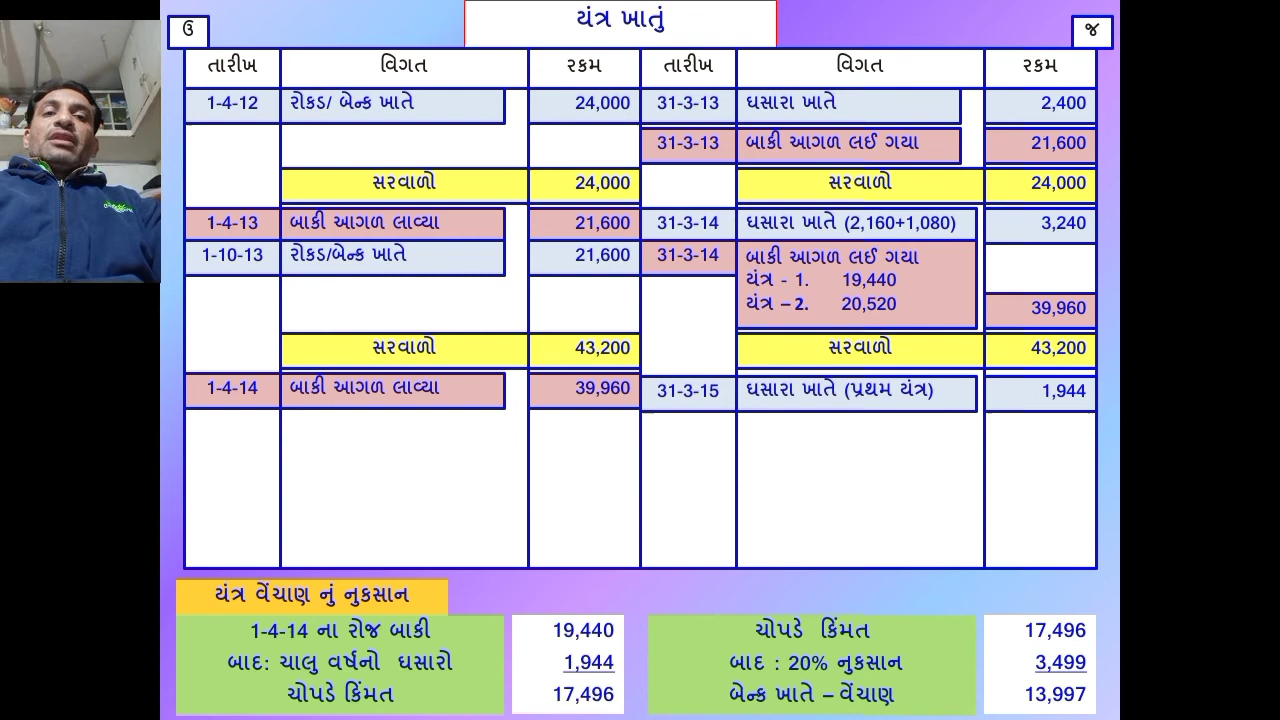 યંત્ર ખાતું
ઉ જ
તારીખ વિગત રકમ તારીખ વિગત રકમ
1-4-12 રોકડ/ બેન્ક ખાતે 24,000 31-3-13 ઘસારા ખાતે 2,400
31-3-13 બાકી આગળ લઈ ગયા 21,600
સરવાળો 24,000 સરવાળો 24,000
1-4-13 બાકી આગળ લાવ્યા 21,600 31-3-14 ઘસારા ખાતે (2,160+1,080) 3,240
1-10-13 રોકડ/બેન્ક ખાતે 21,600 31-3-14 બાકી આગળ લઈ ગયા
યંત્ર - 1. 19,440
યંત્ર – 2. 20,520 39,960
સરવાળો 43,200 સરવાળો 43,200
1-4-14 બાકી આગળ લાવ્યા 39,960 31-3-15 ઘસારા ખાતે (પ્રથમ યંત્ર) 1,944
યંત્ર વેંચાણ નું નુકસાન
1-4-14 ના રોજ બાકી 19,440 ચોપડે કિંમત 17,496
બાદ: ચાલુ વર્ષનો ઘસારો 1,944 બાદ : 20% નુકસાન 3,499
ચોપડે કિંમત 17,496 બેન્ક ખાતે – વેંચાણ 13,997